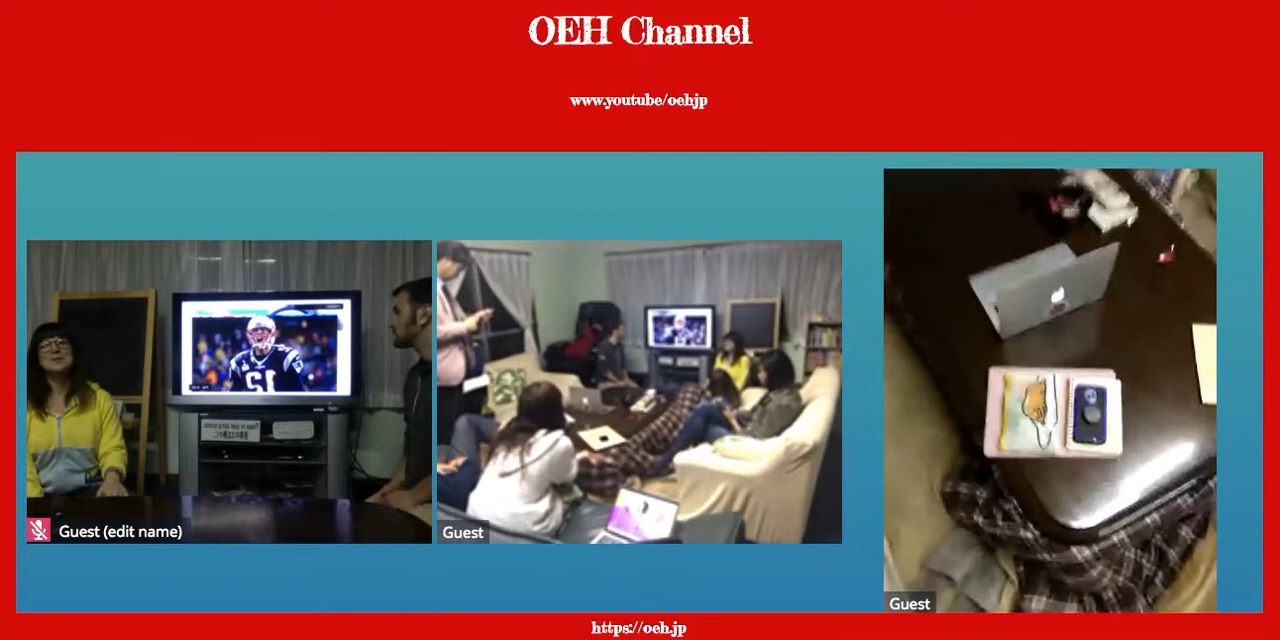 OEH Channel
www.youtube/oehjp
Guest (edit name)
Guest
Guest
https://oeh.jp